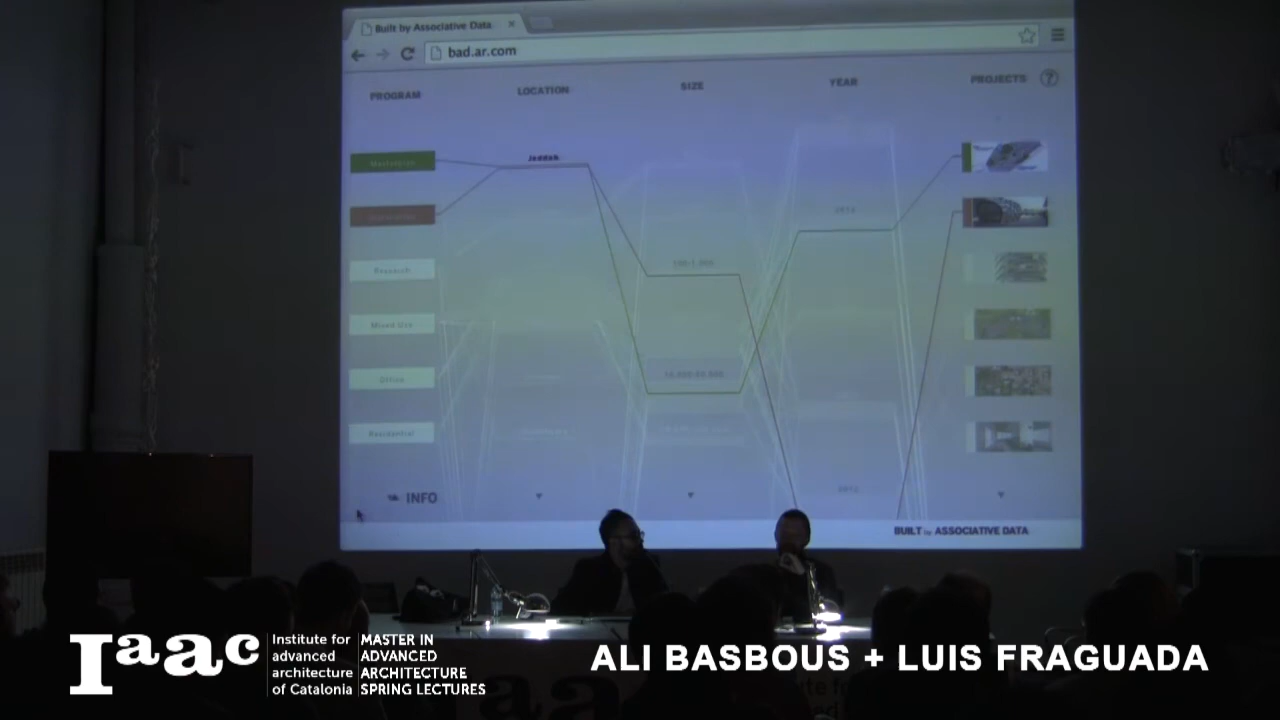 Built by Associative Data
bad.ar.com
PROGRAM
LOCATION
SIZE
YEAR
PROJECTS
?
Masterplan
Jeddah
Research
Mixed Use
Office
Residential
2012
INFO
BUILT by ASSOCIATIVE DATA
Iaac
Institute for
advanced
architecture
of Catalonia
MASTER IN
ADVANCED
ARCHITECTURE
SPRING LECTURES
ALI BASBOUS + LUIS FRAGUADA